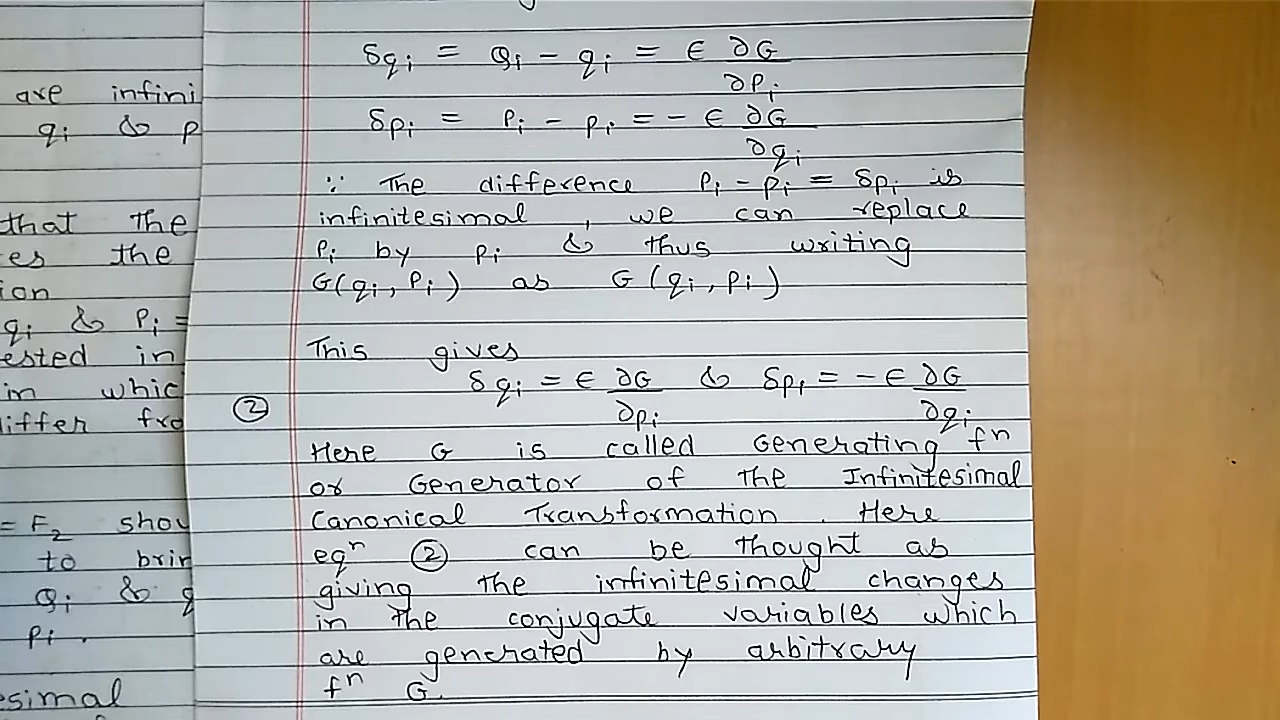 are infini
qi & p
that the
es the
ion
qi & Pi =
ested in
in whic
iffer fro
= F2 shou
to brin
Qi & q
Pi .
esimal
δqi = Qi - qi = ϵ ∂G
∂Pi
δpi = Pi - pi = - ϵ ∂G
∂qi
∵ The difference Pi - pi = δpi is
infinitesimal , we can replace
Pi by pi & thus writing
G(qi, Pi) as G (qi, pi)
This gives
δqi = ϵ ∂G & δpi = - ϵ ∂G
② ∂pi ∂qi
Here G is called Generating fn
or Generator of the Infinitesimal
Canonical Transformation . Here
eqn ② can be thought as
giving the infinitesimal changes
in the conjugate variables which
are generated by arbitrary
fn G.